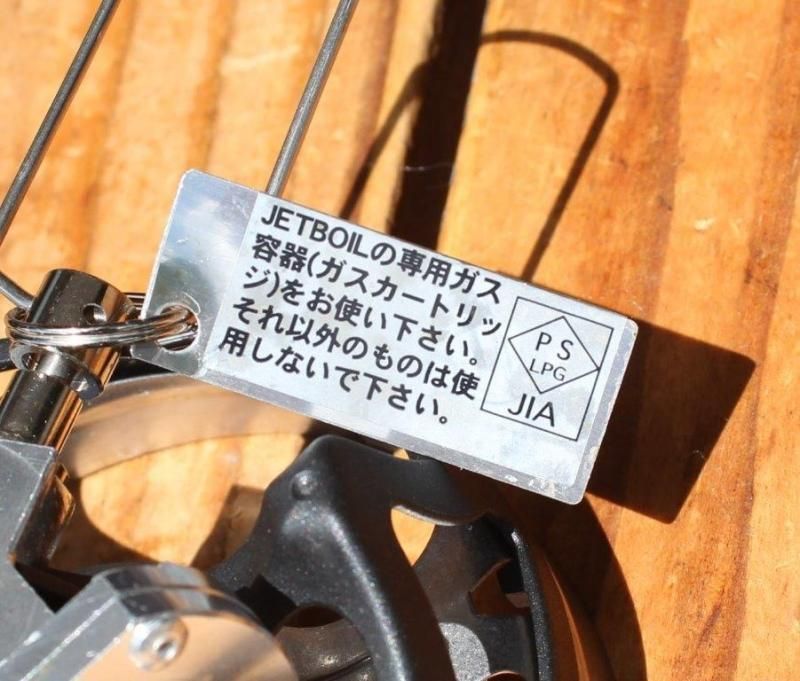 JETBOILの専用ガス
容器(ガスカートリッ
ジ)をお使い下さい。
それ以外のものは使
用しないで下さい。
PS
LPG
JIA